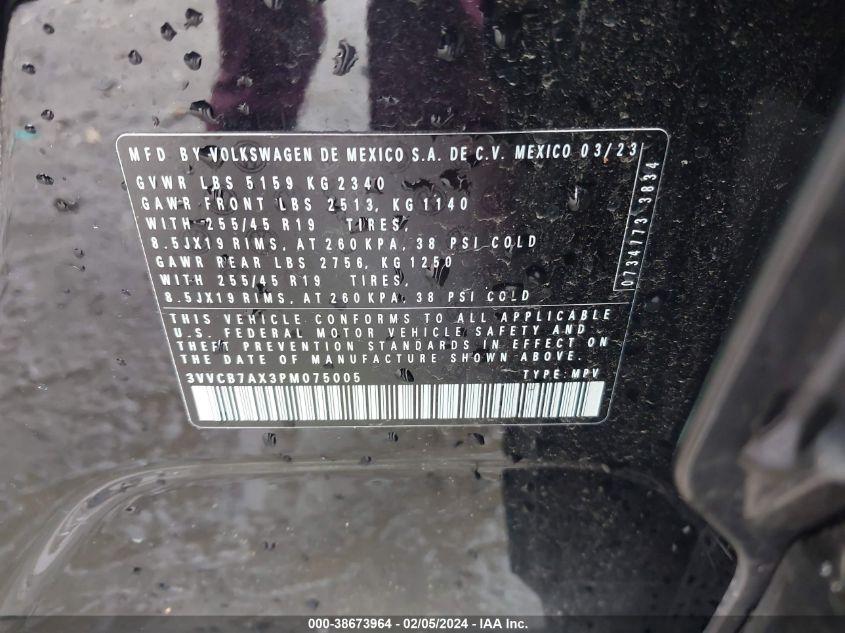 MFD BY VOLKSWAGEN DE MEXICO S.A. DE C.V. MEXICO 03/23
GVWR LBS 5159 KG 2340
GAWR FRONT LBS 2513, KG 1140
WITH 255/45 R19 TIRES,
8.5JX19 RIMS, AT 260 KPA, 38 PSI COLD
GAWR REAR LBS 2756, KG 1250
WITH 255/45 R19 TIRES,
8.5JX19 RIMS, AT 260 KPA, 38 PSI COLD
0734173 3834
THIS VEHICLE CONFORMS TO ALL APPLICABLE
U.S. FEDERAL MOTOR VEHICLE SAFETY AND
THEFT PREVENTION STANDARDS IN EFFECT ON
THE DATE OF MANUFACTURE SHOWN ABOVE.
3VVCB7AX3PM075005 TYPE: MPV
000-38673964 / 02/05/2024 - IAA Inc.